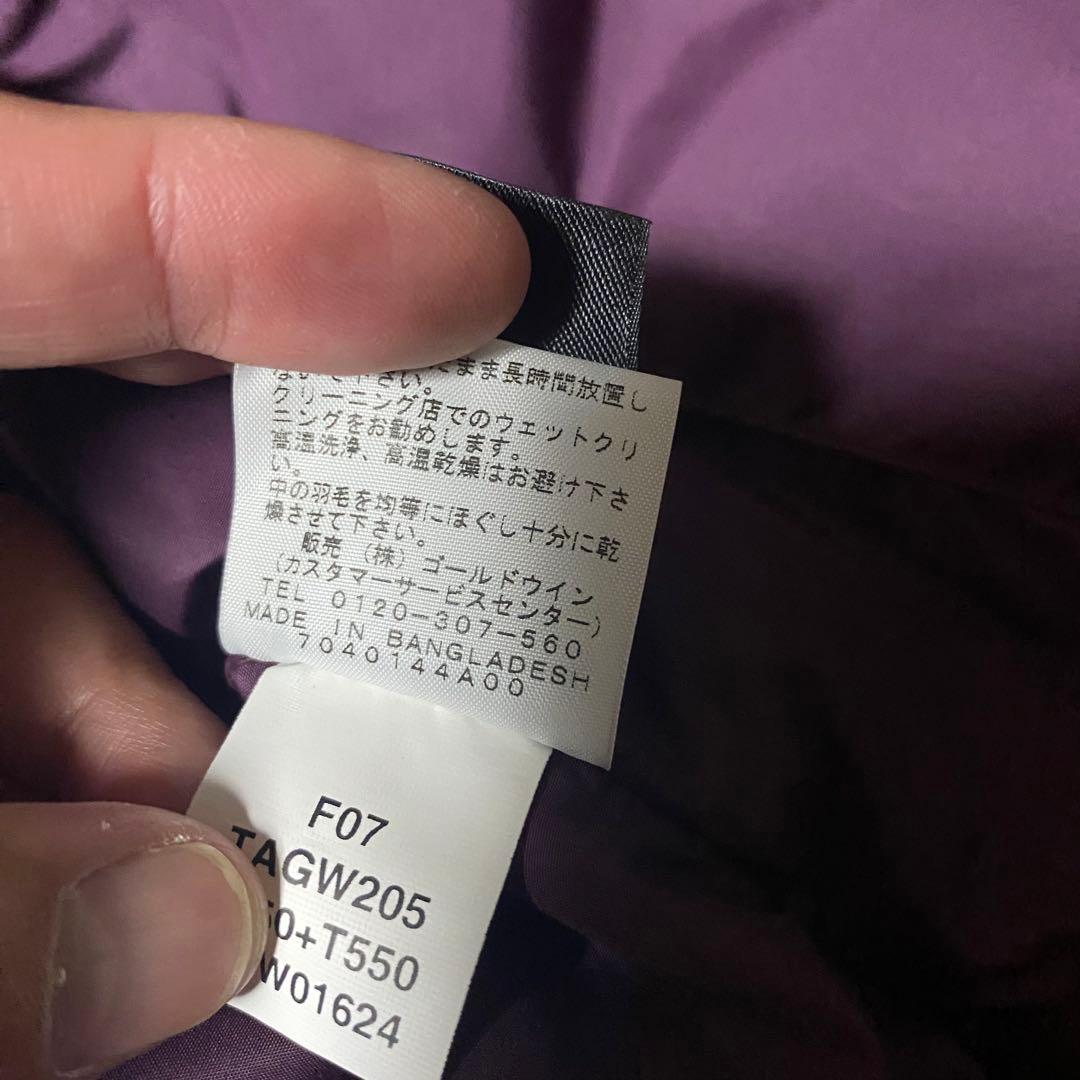 まま長時間放置し
下さい。
クリーニング店でのウェットクリ
ニングをお勧めします。
高温洗浄、高温乾燥はお避け下さ
い。
中の羽毛を均等にほぐし十分に乾
燥させて下さい。
販売 (株) ゴールドウイン
(カスタマーサービスセンター)
TEL 0120-307-560
MADE IN BANGLADESH
7040144A00
F07
TAGW205
50+T550
W01624